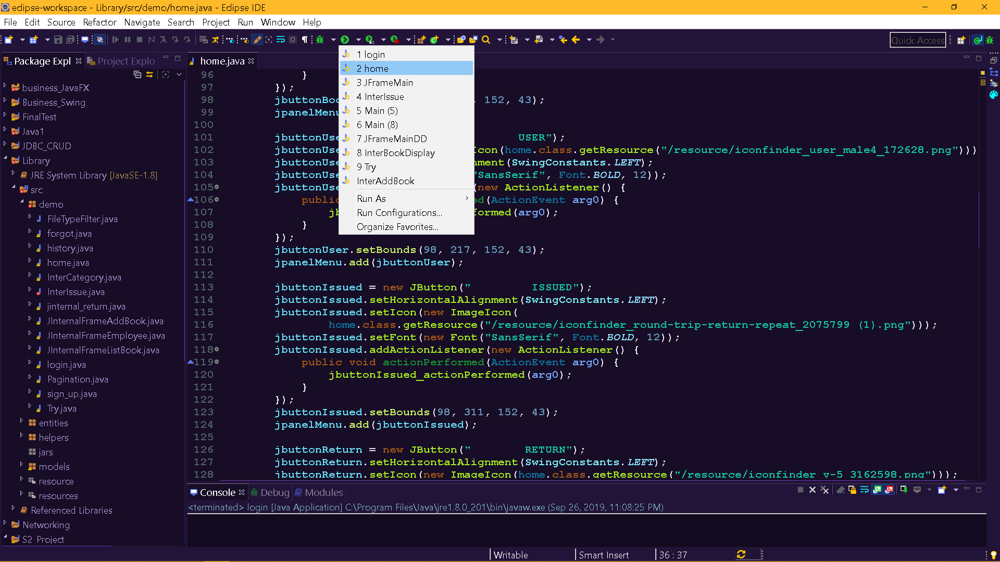 eclipse-workspace - Library/src/demo/home.java - Eclipse IDE
File Edit Source Refactor Navigate Search Project Run Window Help
Quick Access
Package Expl
Project Explo
business_JavaFX
Business_Swing
FinalTest
Java1
JDBC_CRUD
Library
JRE System Library [JavaSE-1.8]
src
demo
FileTypeFilter.java
forgot.java
history.java
home.java
InterCategory.java
InterIssue.java
jinternal_return.java
JInternalFrameAddBook.java
JInternalFrameEmployee.java
JInternalFrameListBook.java
login.java
Pagination.java
sign_up.java
Try.java
entities
helpers
jars
models
resource
resources
Referenced Libraries
Networking
S2_Project
home.java
1 login
2 home
3 JFrameMain
4 InterIssue
5 Main (5)
6 Main (8)
7 JFrameMainDD
8 InterBookDisplay
9 Try
InterAddBook
Run As
Run Configurations...
Organize Favorites...
96 }
97 });
98 jbuttonBoo , 152, 43);
99 jpanelMenu
100
101 jbuttonUse USER");
102 jbuttonUse Icon(home.class.getResource("/resource/iconfinder_user_male4_172628.png")))
103 jbuttonUse nment(SwingConstants.LEFT);
104 jbuttonUse "SansSerif", Font.BOLD, 12));
105 jbuttonUse (new ActionListener() {
106 public ed(ActionEvent arg0) {
107 jb formed(arg0);
108 }
109 });
110 jbuttonUser.setBounds(98, 217, 152, 43);
111 jpanelMenu.add(jbuttonUser);
112
113 jbuttonIssued = new JButton(" ISSUED");
114 jbuttonIssued.setHorizontalAlignment(SwingConstants.LEFT);
115 jbuttonIssued.setIcon(new ImageIcon(
116 home.class.getResource("/resource/iconfinder_round-trip-return-repeat_2075799 (1).png")));
117 jbuttonIssued.setFont(new Font("SansSerif", Font.BOLD, 12));
118 jbuttonIssued.addActionListener(new ActionListener() {
119 public void actionPerformed(ActionEvent arg0) {
120 jbuttonIssued_actionPerformed(arg0);
121 }
122 });
123 jbuttonIssued.setBounds(98, 311, 152, 43);
124 jpanelMenu.add(jbuttonIssued);
125
126 jbuttonReturn = new JButton(" RETURN");
127 jbuttonReturn.setHorizontalAlignment(SwingConstants.LEFT);
128 jbuttonReturn.setIcon(new ImageIcon(home.class.getResource("/resource/iconfinder_v-5_3162598.png")));
Console Debug Modules
<terminated> login [Java Application] C:\Program Files\Java\jre1.8.0_201\bin\javaw.exe (Sep 26, 2019, 11:08:25 PM)
Writable Smart Insert 36 : 37